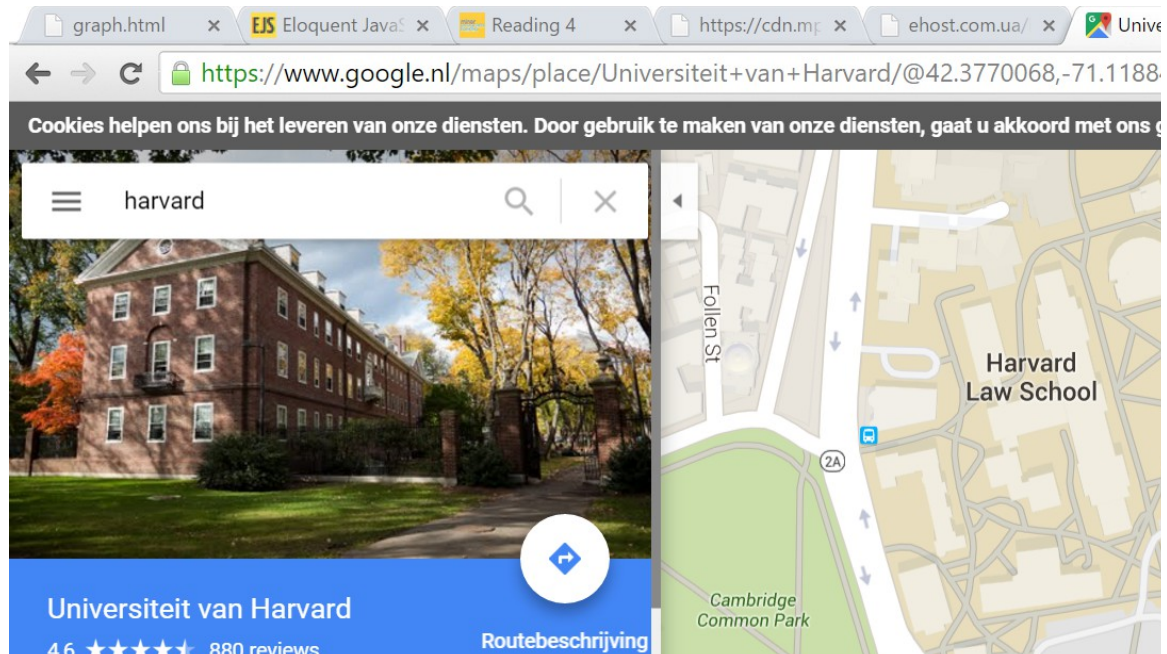 graph.html
EJS Eloquent JavaS
Reading 4
https://cdn.mp
ehost.com.ua/
Unive
https://www.google.nl/maps/place/Universiteit+van+Harvard/@42.3770068,-71.1188
Cookies helpen ons bij het leveren van onze diensten. Door gebruik te maken van onze diensten, gaat u akkoord met ons g
harvard
Follen St
Harvard
Law School
2A
Cambridge
Common Park
Universiteit van Harvard
Routebeschrijving
4,6 880 reviews